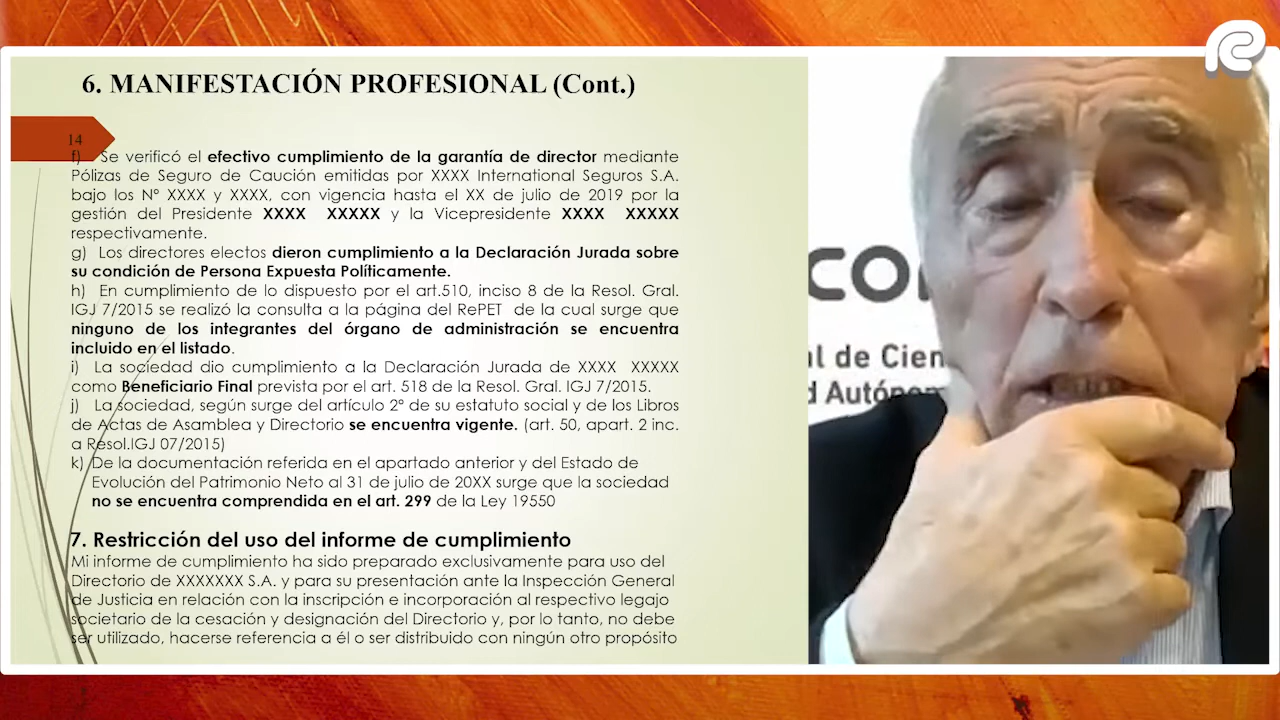 6. MANIFESTACIÓN PROFESIONAL (Cont.)
14
f) Se verificó el efectivo cumplimiento de la garantía de director mediante
Pólizas de Seguro de Caución emitidas por XXXX International Seguros S.A.
bajo los Nº XXXX y XXXX, con vigencia hasta el XX de julio de 2019 por la
gestión del Presidente XXXX XXXXX y la Vicepresidente XXXX XXXXX
respectivamente.
g) Los directores electos dieron cumplimiento a la Declaración Jurada sobre
su condición de Persona Expuesta Políticamente.
h) En cumplimiento de lo dispuesto por el art.510, inciso 8 de la Resol. Gral.
IGJ 7/2015 se realizó la consulta a la página del RePET de la cual surge que
ninguno de los integrantes del órgano de administración se encuentra
incluido en el listado.
i) La sociedad dio cumplimiento a la Declaración Jurada de XXXX XXXXX
como Beneficiario Final prevista por el art. 518 de la Resol. Gral. IGJ 7/2015.
j) La sociedad, según surge del artículo 2º de su estatuto social y de los Libros
de Actas de Asamblea y Directorio se encuentra vigente. (art. 50, apart. 2 inc.
a Resol.IGJ 07/2015)
k) De la documentación referida en el apartado anterior y del Estado de
Evolución del Patrimonio Neto al 31 de julio de 20XX surge que la sociedad
no se encuentra comprendida en el art. 299 de la Ley 19550
7. Restricción del uso del informe de cumplimiento
Mi informe de cumplimiento ha sido preparado exclusivamente para uso del
Directorio de XXXXXXX S.A. y para su presentación ante la Inspección General
de Justicia en relación con la inscripción e incorporación al respectivo legajo
societario de la cesación y designación del Directorio y, por lo tanto, no debe
ser utilizado, hacerse referencia a él o ser distribuido con ningún otro propósito
al de Cien
d Autónom